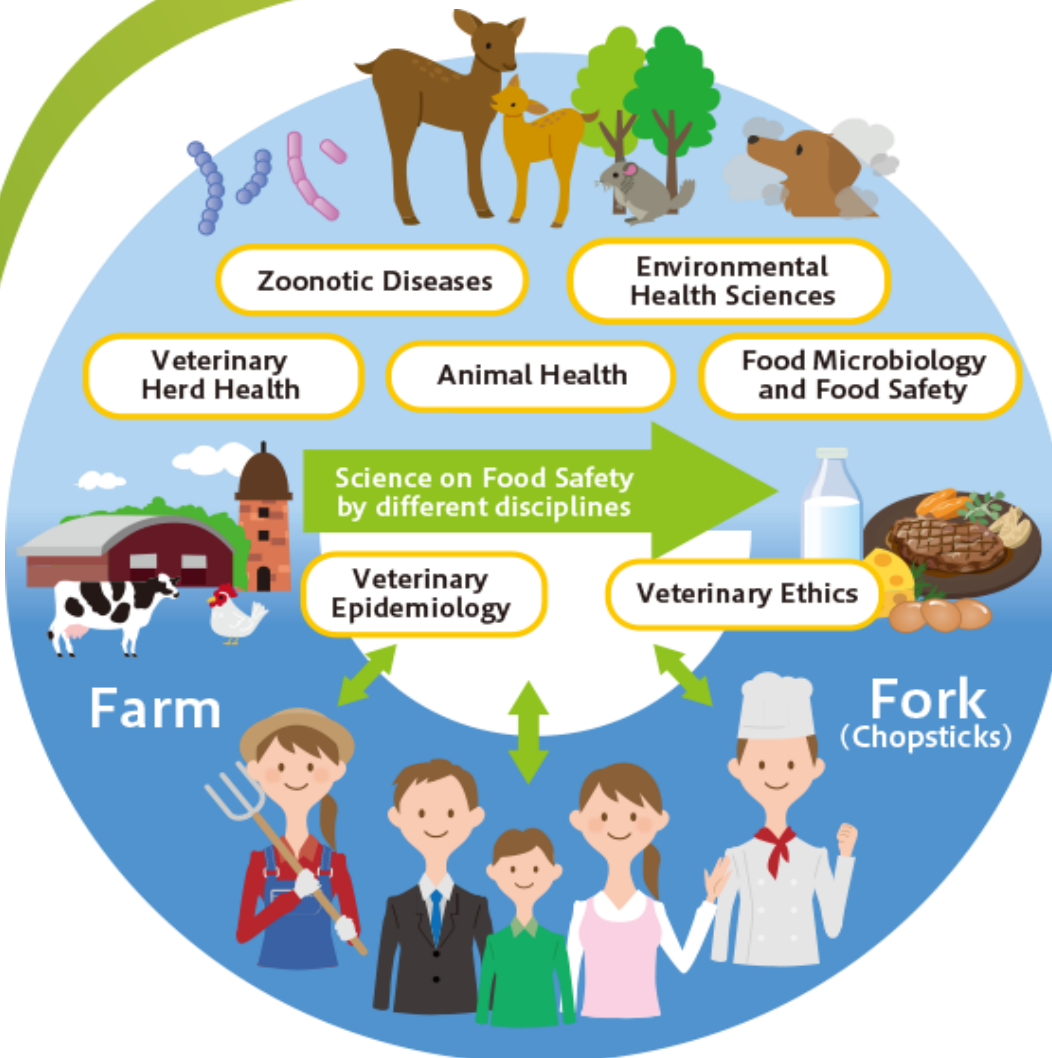 Zoonotic Diseases
Environmental
Health Sciences
Veterinary
Herd Health
Animal Health
Food Microbiology
and Food Safety
Science on Food Safety
by different disciplines
Veterinary
Epidemiology
Veterinary Ethics
Farm
Fork
(Chopsticks)